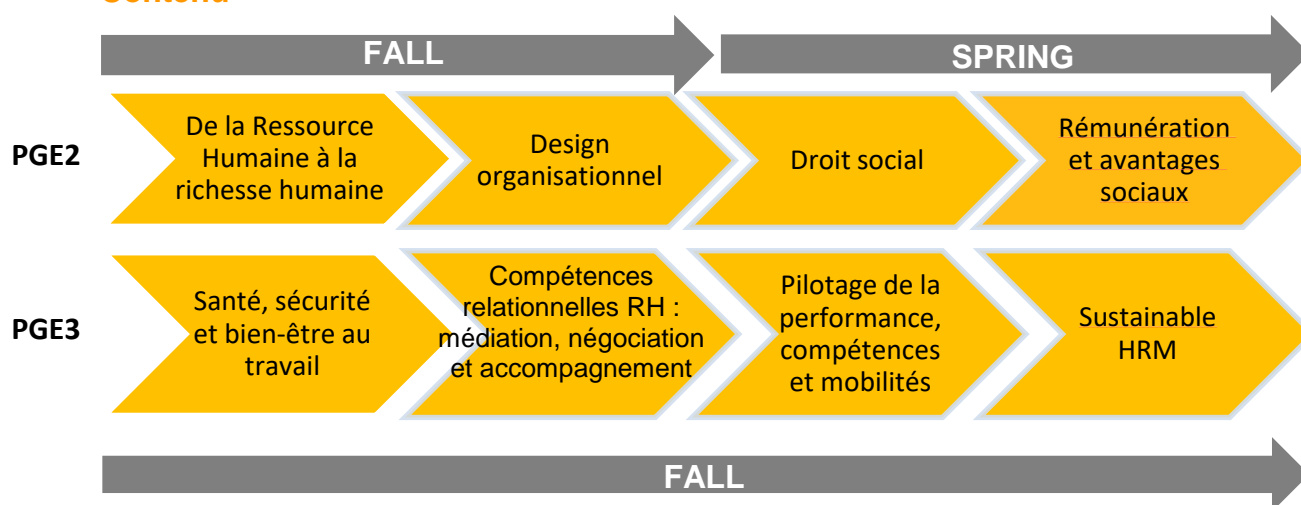 FALL
SPRING
PGE2
De la Ressource
Humaine à la
richesse humaine
Design
organisationnel
Droit social
Rémunération
et avantages
sociaux
PGE3
Santé, sécurité
et bien-être au
travail
Compétences
relationnelles RH :
médiation, négociation
et accompagnement
Pilotage de la
performance,
compétences
et mobilités
Sustainable
HRM
FALL